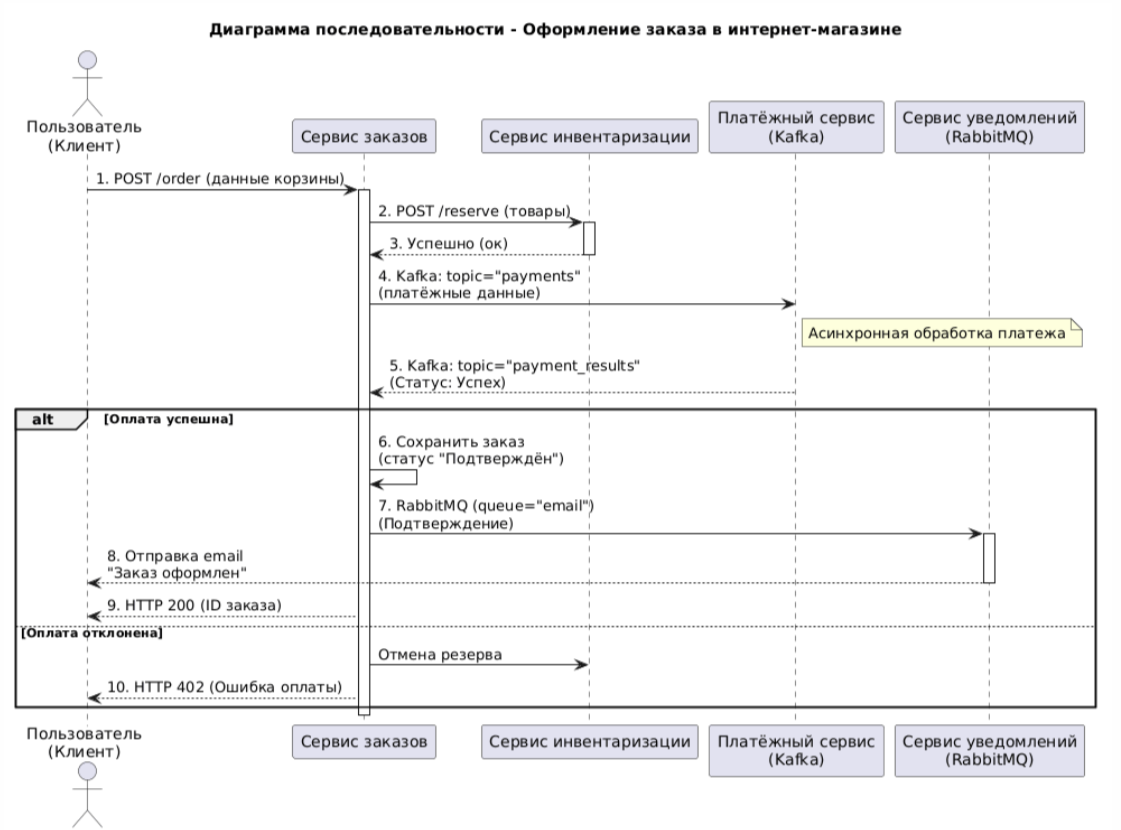 Диаграмма последовательности - Оформление заказа в интернет-магазине
Пользователь
(Клиент)
Сервис заказов
Сервис инвентаризации
Платёжный сервис
(Kafka)
Сервис уведомлений
(RabbitMQ)
1. POST /order (данные корзины)
2. POST /reserve (товары)
3. Успешно (ок)
4. Kafka: topic="payments"
(платёжные данные)
Асинхронная обработка платежа
5. Kafka: topic="payment_results"
(Статус: Успех)
alt
[Оплата успешна]
6. Сохранить заказ
(статус "Подтверждён")
7. RabbitMQ (queue="email")
(Подтверждение)
8. Отправка email
"Заказ оформлен"
9. HTTP 200 (ID заказа)
[Оплата отклонена]
Отмена резерва
10. HTTP 402 (Ошибка оплаты)
Пользователь
(Клиент)
Сервис заказов
Сервис инвентаризации
Платёжный сервис
(Kafka)
Сервис уведомлений
(RabbitMQ)